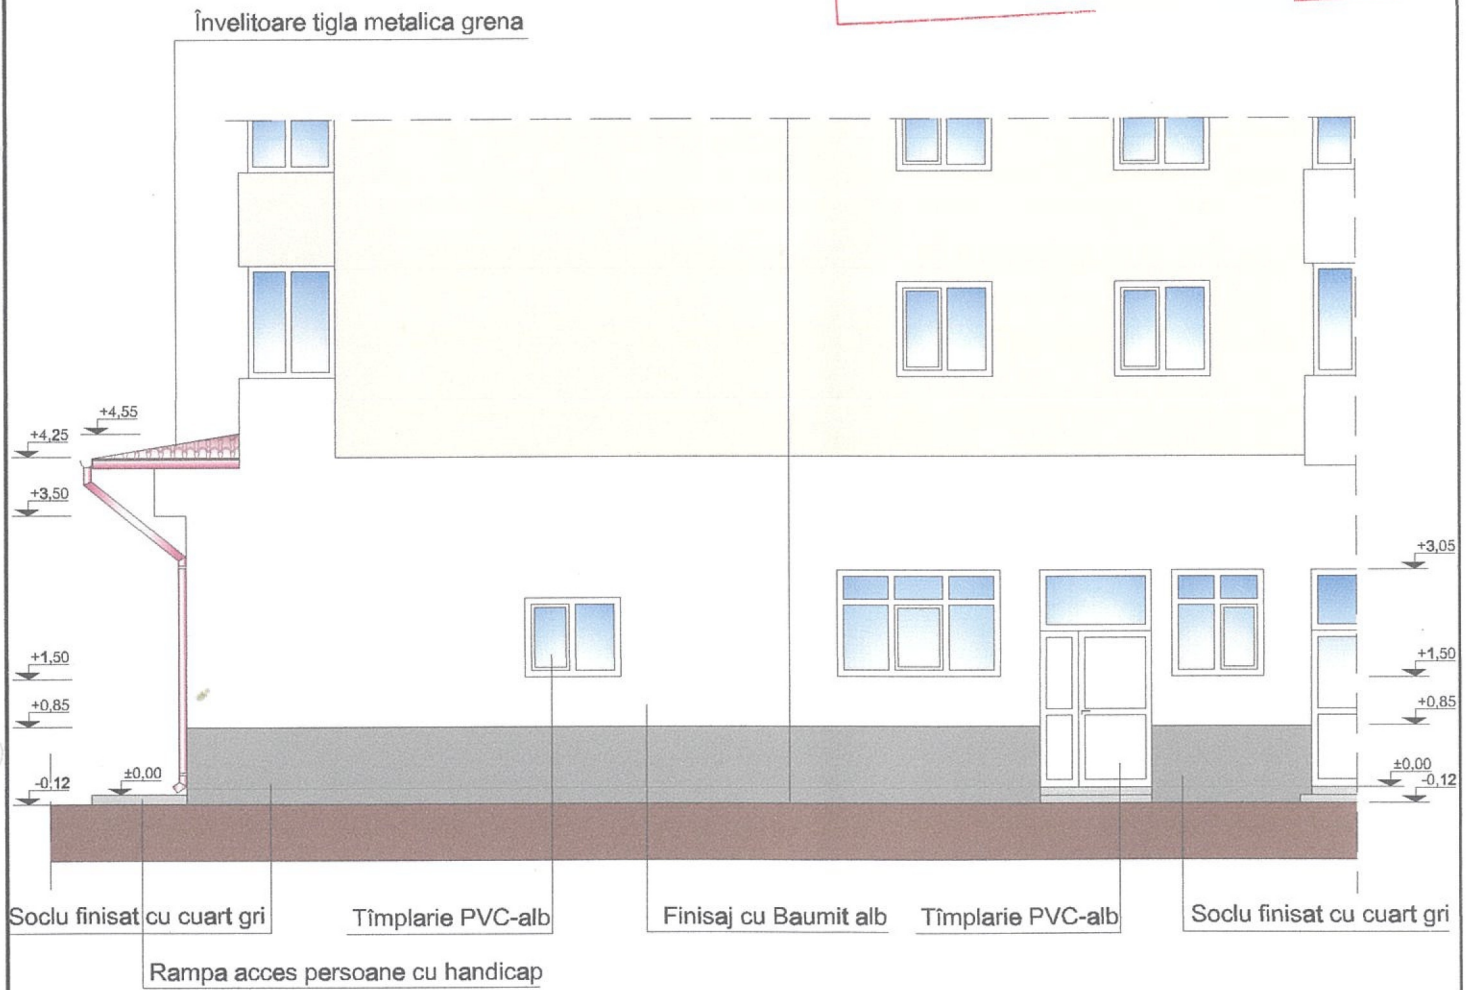 Învelitoare tigla metalica grena
+4,55
+4,25
+3,50
+3,05
+1,50
+1,50
+0,85
+0,85
±0,00
±0,00
-0,12
-0,12
Soclu finisat cu cuart gri
Tîmplarie PVC-alb
Finisaj cu Baumit alb
Tîmplarie PVC-alb
Soclu finisat cu cuart gri
Rampa acces persoane cu handicap